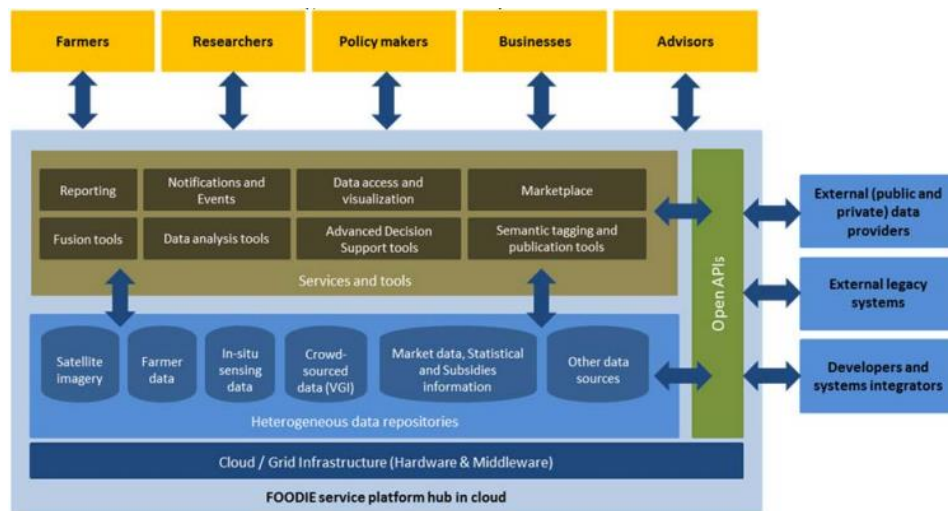 Farmers
Researchers
Policy makers
Businesses
Advisors
Reporting
Notifications and
Events
Data access and
visualization
Marketplace
Fusion tools
Data analysis tools
Advanced Decision
Support tools
Semantic tagging and
publication tools
Services and tools
Open APIs
External (public and
private) data
providers
External legacy
systems
Developers and
systems integrators
Satellite
imagery
Farmer
data
In-situ
sensing
data
Crowd-
sourced
data (VGI)
Market data, Statistical
and Subsidies
information
Other data
sources
Heterogeneous data repositories
Cloud / Grid Infrastructure (Hardware & Middleware)
FOODIE service platform hub in cloud